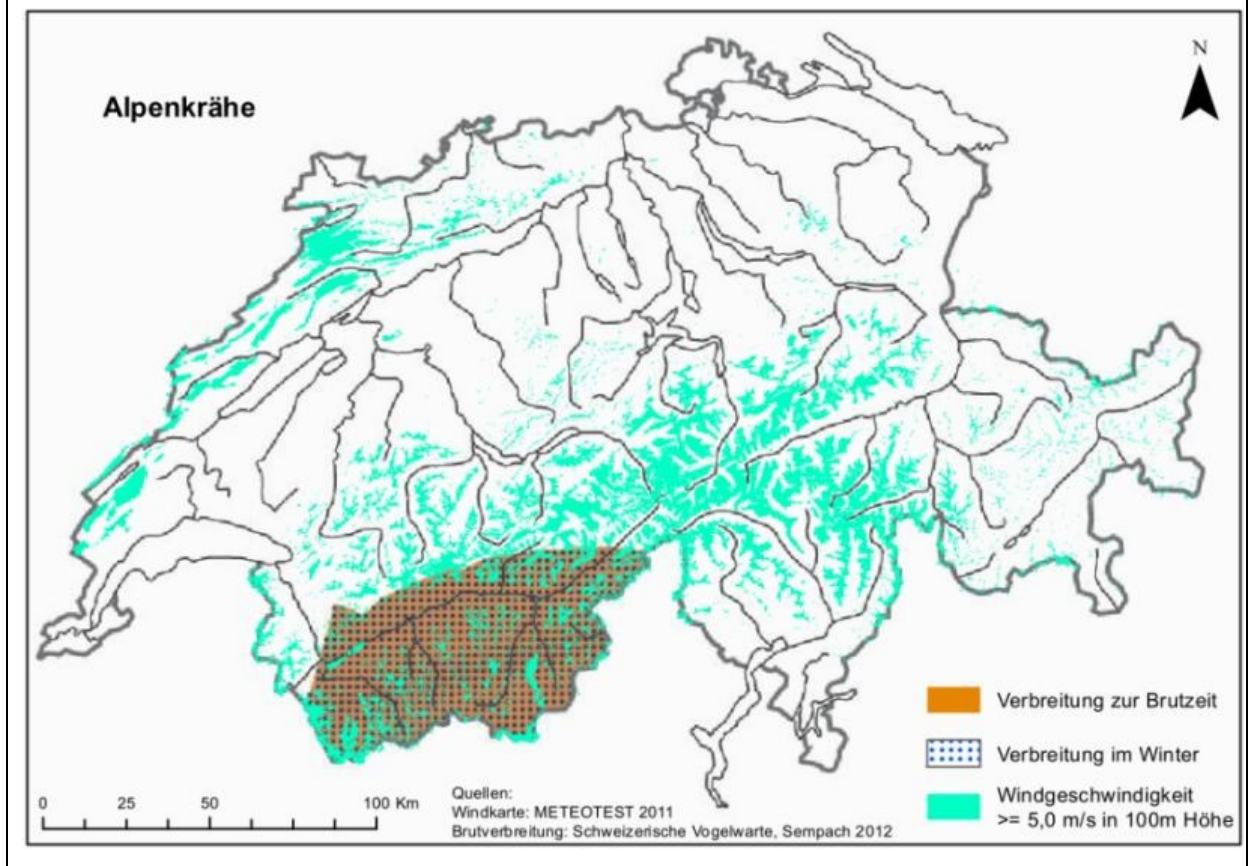 N
Alpenkrähe
Verbreitung zur Brutzeit
Verbreitung im Winter
Windgeschwindigkeit
>= 5,0 m/s in 100m Höhe
0 25 50 100 Km
Quellen:
Windkarte: METEOTEST 2011
Brutverbreitung: Schweizerische Vogelwarte, Sempach 2012